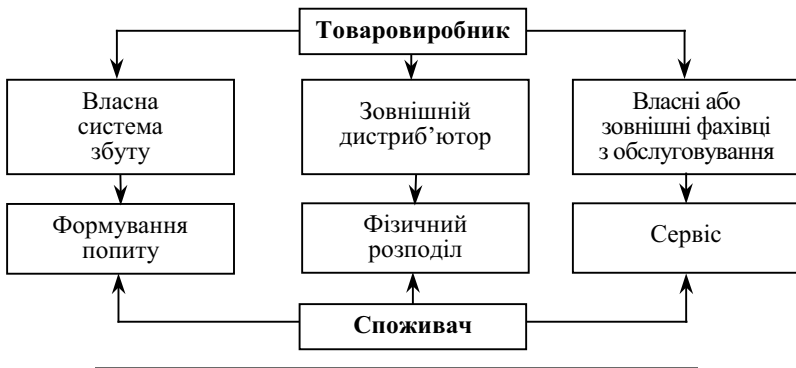 Товаровиробник
Власна
система
збуту
Зовнішній
дистриб’ютор
Власні або
зовнішні фахівці
з обслуговування
Формування
попиту
Фізичний
розподіл
Сервіс
Споживач